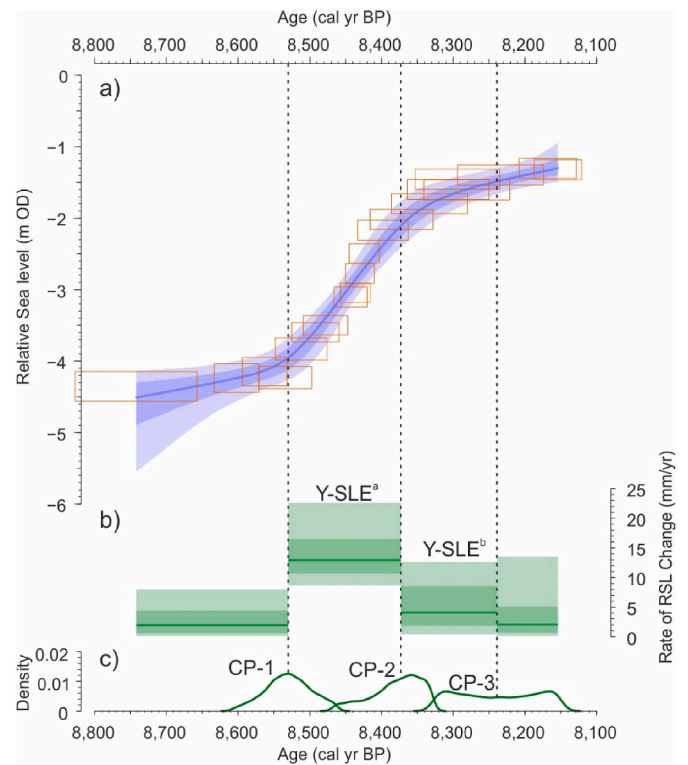 Age (cal yr BP)
8,800 8,700 8,600 8,500 8,400 8,300 8,200 8,100
a)
0
−1
−2
−3
−4
−5
−6
Relative Sea level (m OD)
b)
Y-SLEᵃ
Y-SLEᵇ
25
20
15
10
5
0
Rate of RSL Change (mm/yr)
c)
0.02
0.01
0
Density
CP-1
CP-2
CP-3
8,800 8,700 8,600 8,500 8,400 8,300 8,200 8,100
Age (cal yr BP)